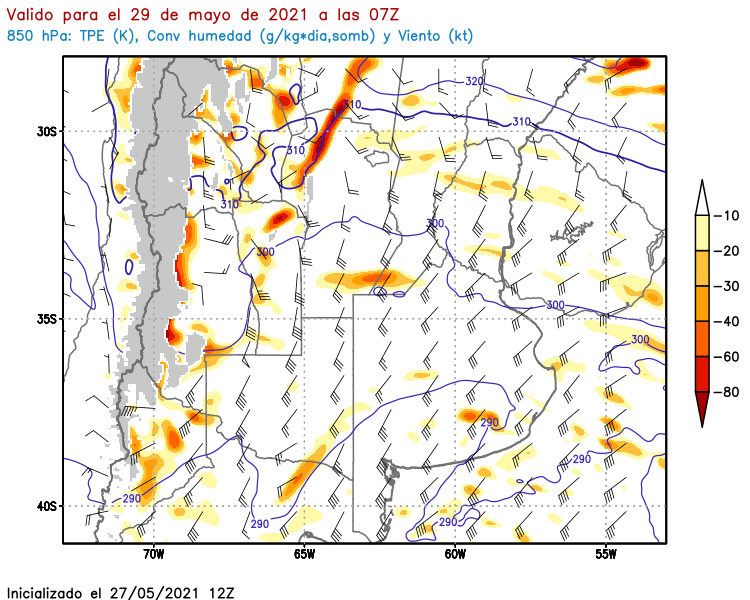 Valido para el 29 de mayo de 2021 a las 07Z
850 hPa: TPE (K), Conv humedad (g/kg*dia,somb) y Viento (kt)
320
310
310
30S
310
310
300
300
300
35S
300
290
290
290
290
290
40S
70W
65W
60W
55W
−10
−20
−30
−40
−60
−80
Inicializado el 27/05/2021 12Z